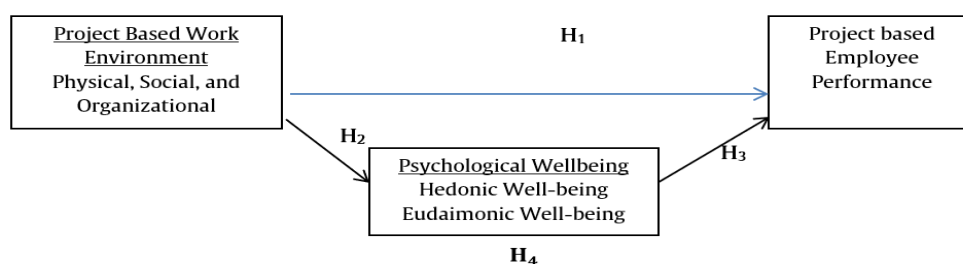 Project Based Work
Environment
Physical, Social, and
Organizational
H₁
Project based
Employee
Performance
H₂
H₃
Psychological Wellbeing
Hedonic Well-being
Eudaimonic Well-being
H₄